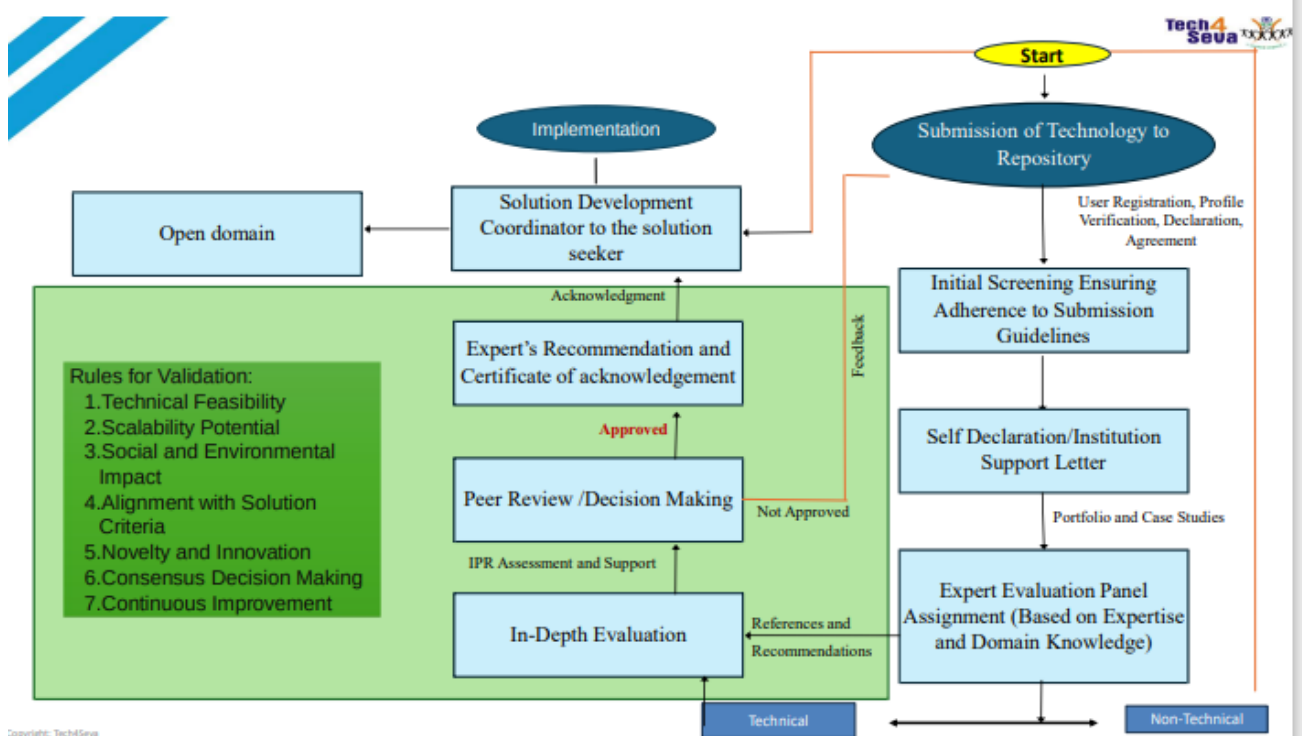 Tech4
Seva
Start
Implementation
Submission of Technology to
Repository
User Registration, Profile
Verification, Declaration,
Agreement
Open domain
Solution Development
Coordinator to the solution
seeker
Initial Screening Ensuring
Adherence to Submission
Guidelines
Acknowledgment
Expert's Recommendation and
Certificate of acknowledgement
Feedback
Rules for Validation:
1.Technical Feasibility
2.Scalability Potential
3.Social and Environmental
Impact
4.Alignment with Solution
Criteria
5.Novelty and Innovation
6.Consensus Decision Making
7.Continuous Improvement
Approved
Self Declaration/Institution
Support Letter
Peer Review /Decision Making
Not Approved
Portfolio and Case Studies
IPR Assessment and Support
Expert Evaluation Panel
Assignment (Based on Expertise
and Domain Knowledge)
In-Depth Evaluation
References and
Recommendations
Technical
Non-Technical
Copyright: Tech4Seva